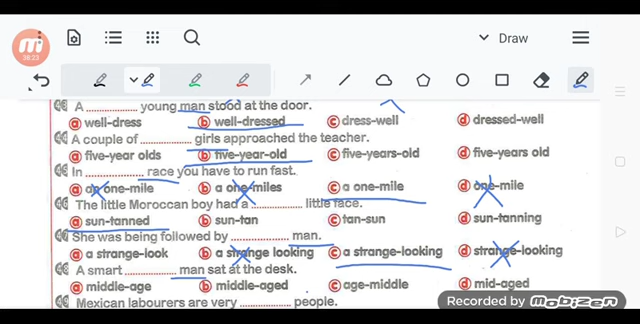 36:23
Draw
A ............ young man stood at the door.
a well-dress b well-dressed c dress-well d dressed-well
A couple of ............ girls approached the teacher.
a five-year olds b five-year-old c five-years-old d five-years old
In ............ race you have to run fast.
a an one-mile b a one-miles c a one-mile d one-mile
The little Moroccan boy had a ............ little face.
a sun-tanned b sun-tan c tan-sun d sun-tanning
She was being followed by ............ man.
a a strange-look b a strange looking c a strange-looking d strange-looking
A smart ............ man sat at the desk.
a middle-age b middle-aged c age-middle d mid-aged
Mexican labourers are very ............ people.
Recorded by Mobizen